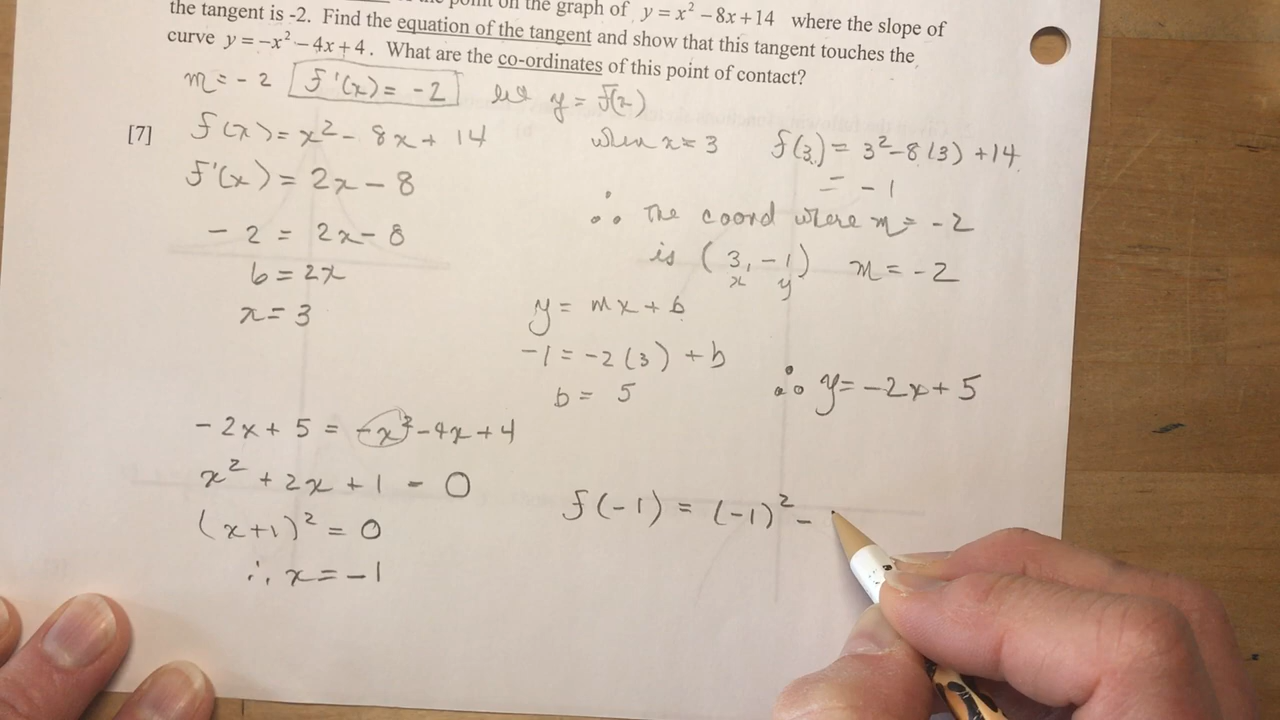 point on the graph of y = x² – 8x + 14 where the slope of
the tangent is -2. Find the equation of the tangent and show that this tangent touches the
curve y = –x² – 4x + 4. What are the co-ordinates of this point of contact?
m = - 2 f'(x) = -2 let y = f(x)
[7] f(x) = x² - 8x + 14
f'(x) = 2x - 8
- 2 = 2x - 8
6 = 2x
x = 3
when x = 3 f(3) = 3² - 8(3) + 14
= - 1
∴ The coord where m = -2
is (3, -1) m = -2
x y
y = mx + b
-1 = -2(3) + b
b = 5
∴ y = -2x + 5
- 2x + 5 = -x² - 4x + 4
x² + 2x + 1 = 0
(x+1)² = 0
∴ x = -1
f(-1) = (-1)² -